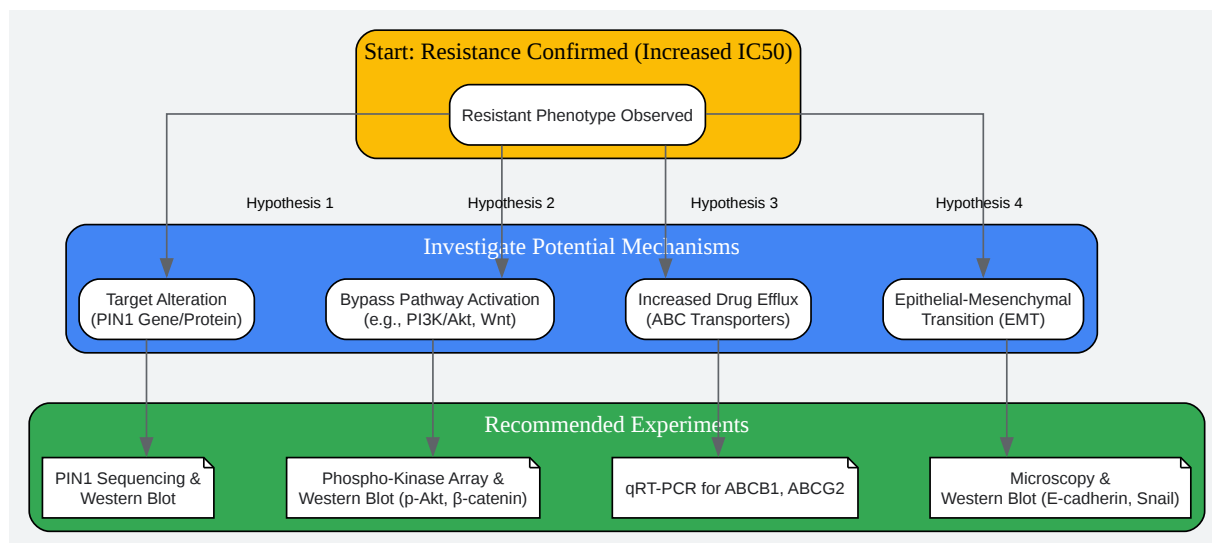 Start: Resistance Confirmed (Increased IC50)
Resistant Phenotype Observed
Hypothesis 1
Hypothesis 2
Hypothesis 3
Hypothesis 4
Investigate Potential Mechanisms
Target Alteration
(PIN1 Gene/Protein)
Bypass Pathway Activation
(e.g., PI3K/Akt, Wnt)
Increased Drug Efflux
(ABC Transporters)
Epithelial-Mesenchymal
Transition (EMT)
Recommended Experiments
PIN1 Sequencing &
Western Blot
Phospho-Kinase Array &
Western Blot (p-Akt, β-catenin)
qRT-PCR for ABCB1, ABCG2
Microscopy &
Western Blot (E-cadherin, Snail)